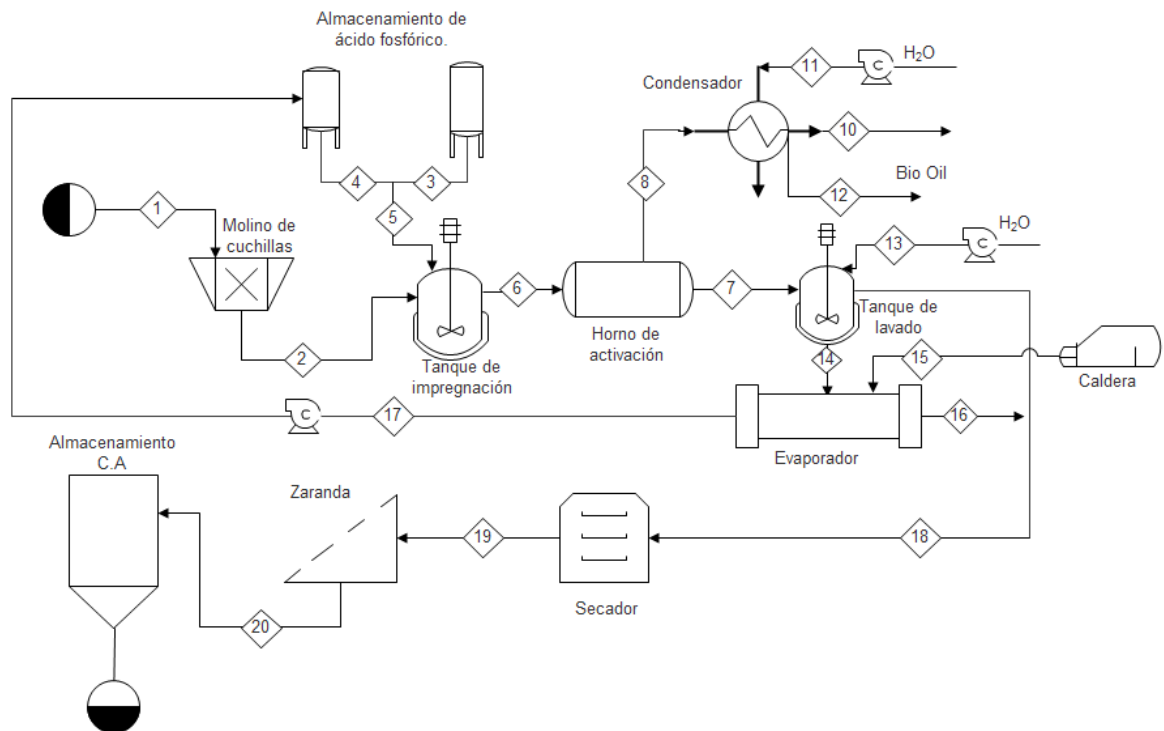 Almacenamiento de
ácido fosfórico.
H₂O
11
C
Condensador
10
Bio Oil
12
4
3
8
1
5
Molino de
cuchillas
H₂O
13
C
6
7
Tanque de
lavado
Horno de
activación
2
Tanque de
impregnación
14
15
Caldera
17
C
16
Evaporador
Almacenamiento
C.A
Zaranda
19
18
Secador
20